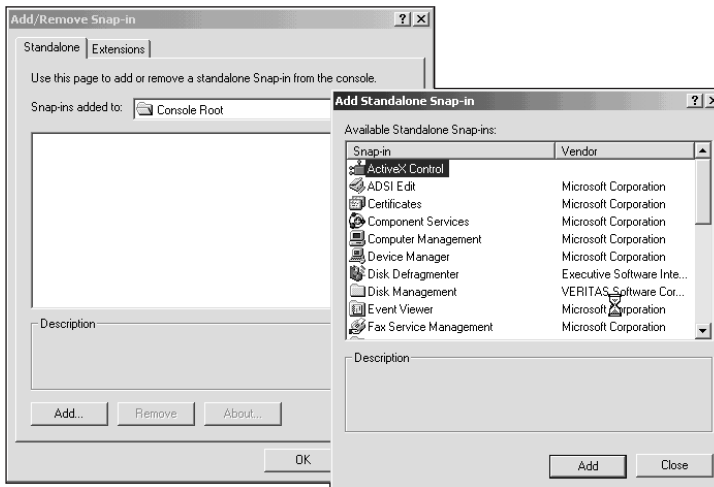 Add/Remove Snap-in
Standalone
Extensions
Use this page to add or remove a standalone Snap-in from the console.
Snap-ins added to:
Console Root
Description
Add...
Remove
About...
OK
Add Standalone Snap-in
Available Standalone Snap-ins:
Snap-in Vendor
ActiveX Control
ADSI Edit Microsoft Corporation
Certificates Microsoft Corporation
Component Services Microsoft Corporation
Computer Management Microsoft Corporation
Device Manager Microsoft Corporation
Disk Defragmenter Executive Software Inte...
Disk Management VERITAS Software Cor...
Event Viewer Microsoft Corporation
Fax Service Management Microsoft Corporation
Description
Add
Close